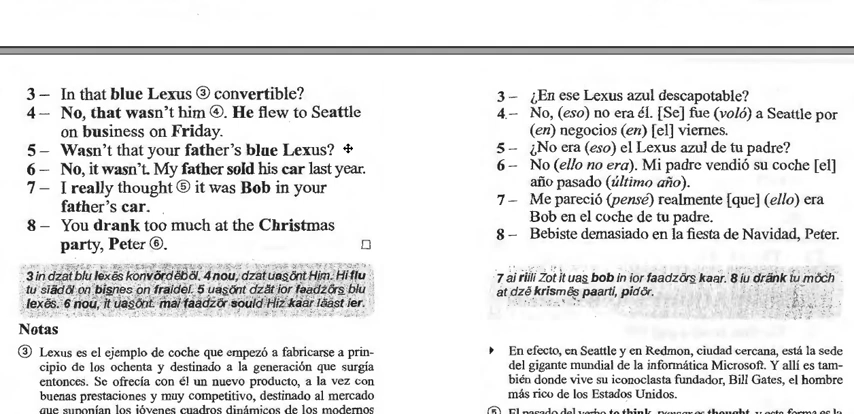 3 – In that blue Lexus ③ convertible?
4 – No, that wasn't him ④. He flew to Seattle
on business on Friday.
5 – Wasn't that your father's blue Lexus? ✢
6 – No, it wasn't. My father sold his car last year.
7 – I really thought ⑤ it was Bob in your
father's car.
8 – You drank too much at the Christmas
party, Peter ⑥. □
3 in dzat blu lexës konvördëböl. 4 nou, dzat uasönt Him. Hi flu
tu siädöl on bisnes on fraidei. 5 uasönt dzät ior faadzörs blu
lexës. 6 nou, it uasönt. mai faadzör sould Hiz kaar läast ier.
Notas
③ Lexus es el ejemplo de coche que empezó a fabricarse a prin-
cipio de los ochenta y destinado a la generación que surgía
entonces. Se ofrecía con él un nuevo producto, a la vez con
buenas prestaciones y muy competitivo, destinado al mercado
que suponían los jóvenes cuadros dinámicos de los modernos
3 – ¿En ese Lexus azul descapotable?
4 – No, (eso) no era él. [Se] fue (voló) a Seattle por
(en) negocios (en) [el] viernes.
5 – ¿No era (eso) el Lexus azul de tu padre?
6 – No (ello no era). Mi padre vendió su coche [el]
año pasado (último año).
7 – Me pareció (pensé) realmente [que] (ello) era
Bob en el coche de tu padre.
8 – Bebiste demasiado en la fiesta de Navidad, Peter.
7 ai riili Zot it uas bob in ior faadzörs kaar. 8 iu dränk tu möch
at dzë krismës paarti, pidör.
▸ En efecto, en Seattle y en Redmon, ciudad cercana, está la sede
del gigante mundial de la informática Microsoft. Y allí es tam-
bién donde vive su iconoclasta fundador, Bill Gates, el hombre
más rico de los Estados Unidos.
⑤ El pasado del verbo to think, pensar es thought, y esta forma es la